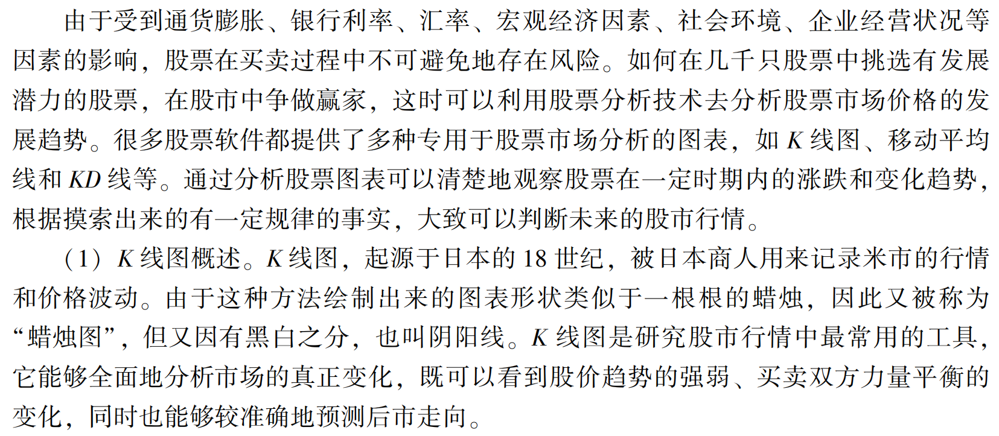 由于受到通货膨胀、银行利率、汇率、宏观经济因素、社会环境、企业经营状况等
因素的影响，股票在买卖过程中不可避免地存在风险。如何在几千只股票中挑选有发展
潜力的股票，在股市中争做赢家，这时可以利用股票分析技术去分析股票市场价格的发
展趋势。很多股票软件都提供了多种专用于股票市场分析的图表，如 K 线图、移动平均
线和 KD 线等。通过分析股票图表可以清楚地观察股票在一定时期内的涨跌和变化趋势，
根据摸索出来的有一定规律的事实，大致可以判断未来的股市行情。
（1）K 线图概述。K 线图，起源于日本的 18 世纪，被日本商人用来记录米市的行情
和价格波动。由于这种方法绘制出来的图表形状类似于一根根的蜡烛，因此又被称为
“蜡烛图”，但又因有黑白之分，也叫阴阳线。K 线图是研究股市行情中最常用的工具，
它能够全面地分析市场的真正变化，既可以看到股价趋势的强弱、买卖双方力量平衡的
变化，同时也能够较准确地预测后市走向。